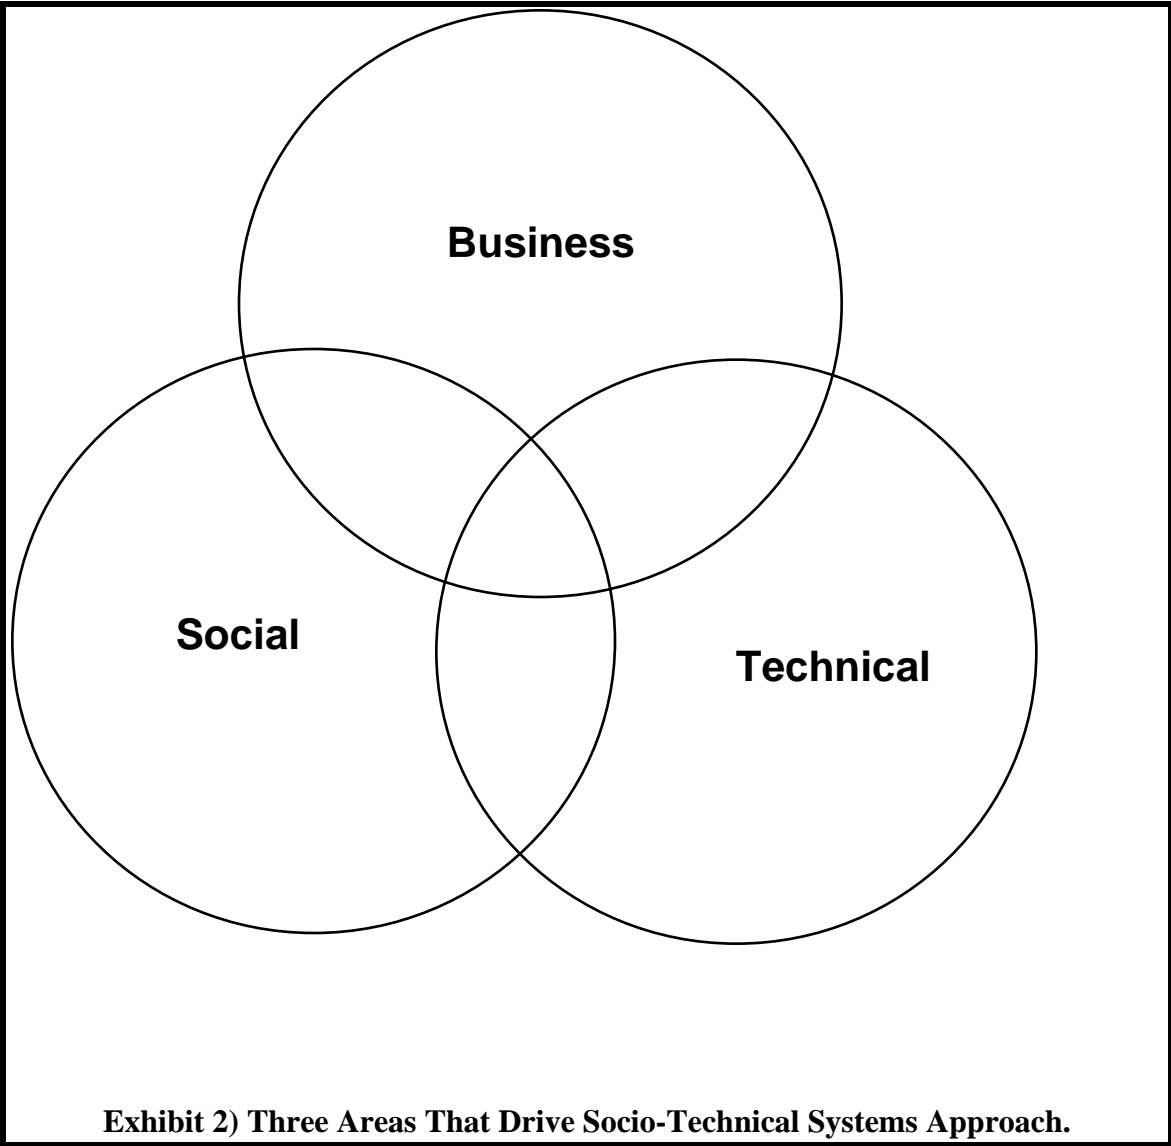 Business
Social
Technical
Exhibit 2) Three Areas That Drive Socio-Technical Systems Approach.